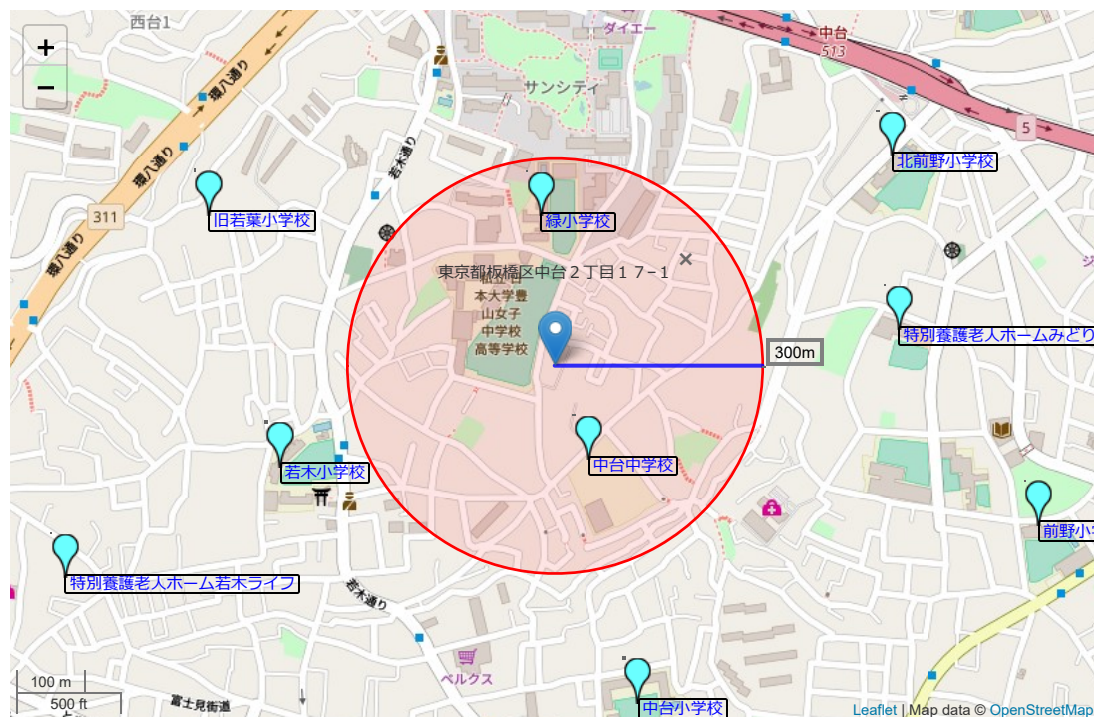 +
−
西台1
ダイエー
中台
513
サンシティ
環八通り
若木通り
5
北前野小学校
環八通り
311
旧若葉小学校
緑小学校
環八通り
東京都板橋区中台２丁目１７−１
×
本大学豊
山女子
中学校
高等学校
特別養護老人ホームみどり
300m
中台中学校
若木小学校
前野小
特別養護老人ホーム若木ライフ
若木通り
ベルクス
中台小学校
富士見街道
100 m
500 ft
Leaflet | Map data © OpenStreetMap